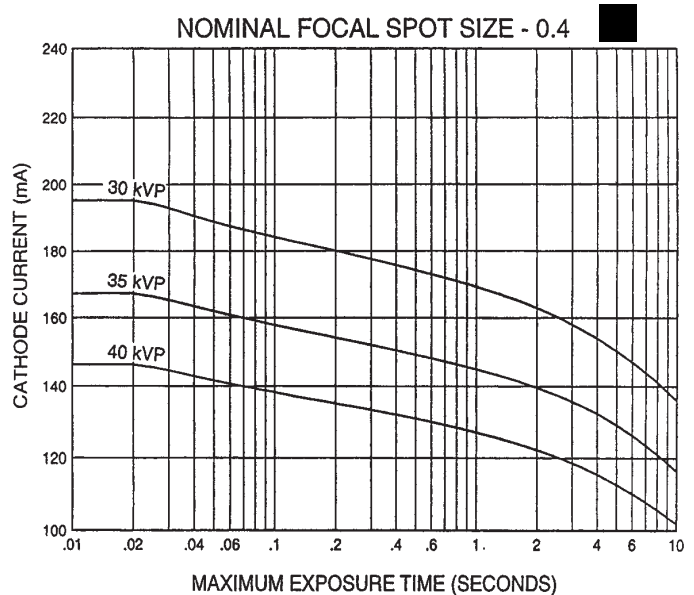 NOMINAL FOCAL SPOT SIZE - 0.4
240
220
200
180
160
140
120
100
CATHODE CURRENT (mA)
30 kVP
35 kVP
40 kVP
.01 .02 .04 .06 .1 .2 .4 .6 1. 2 4 6 10
MAXIMUM EXPOSURE TIME (SECONDS)